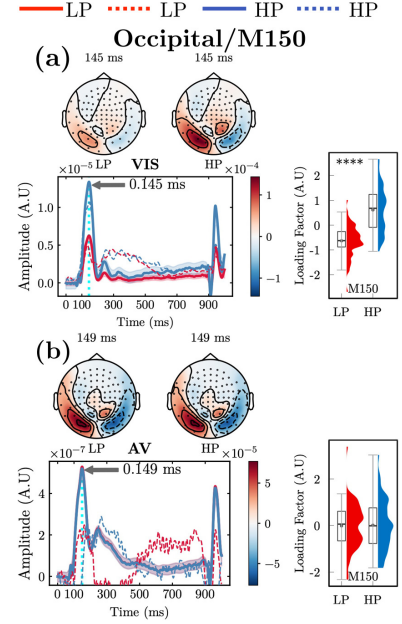 LP LP HP HP
Occipital/M150
(a)
145 ms 145 ms
LP HP
×10⁻⁵ VIS ×10⁻⁴
0.145 ms
Amplitude (A.U)
1.0
0.5
0.0
0 100 300 500 700 900
Time (ms)
1
0
−1
Loading Factor (A.U)
****
2
1
0
−1
−2
M150
LP HP
(b)
149 ms 149 ms
LP HP
×10⁻⁷ AV ×10⁻⁵
0.149 ms
Amplitude (A.U)
4
2
0
0 100 300 500 700 900
Time (ms)
5
0
−5
Loading Factor (A.U)
2
0
−2
M150
LP HP